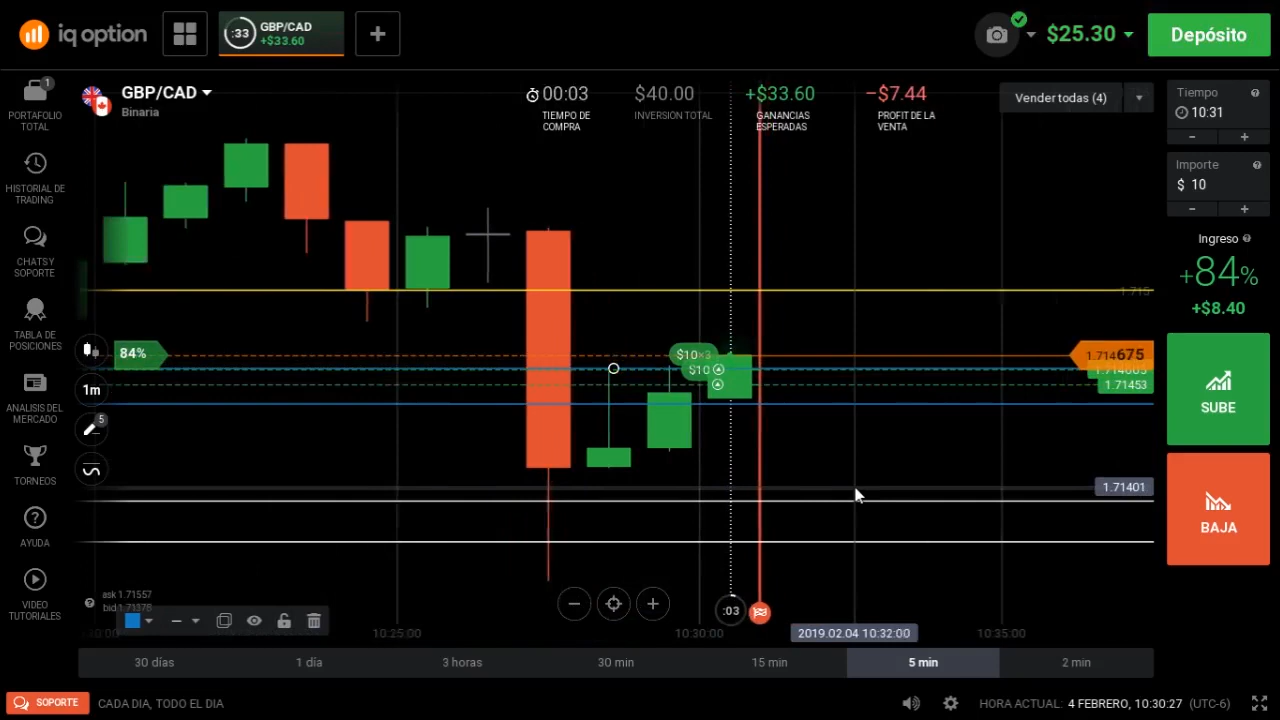 iq option
:33
GBP/CAD
+$33.60
+
$25.30
Depósito
1
PORTAFOLIO
TOTAL
HISTORIAL DE
TRADING
CHATS Y
SOPORTE
TABLA DE
POSICIONES
ANALISIS DEL
MERCADO
TORNEOS
AYUDA
VIDEO
TUTORIALES
GBP/CAD
Binaria
00:03
TIEMPO DE
COMPRA
$40.00
INVERSION TOTAL
+$33.60
GANANCIAS
ESPERADAS
−$7.44
PROFIT DE LA
VENTA
Vender todas (4)
Tiempo
10:31
− +
Importe
$ 10
− +
Ingreso
+84%
+$8.40
SUBE
BAJA
1.715
84%
$10×3
$10
1.714675
1.71453
1m
5
1.71401
ask 1.71557
bid 1.71378
:03
10:25:00
10:30:00
2019.02.04 10:32:00
10:35:00
30 días
1 día
3 horas
30 min
15 min
5 min
2 min
SOPORTE
CADA DIA, TODO EL DIA
HORA ACTUAL: 4 FEBRERO, 10:30:27 (UTC-6)